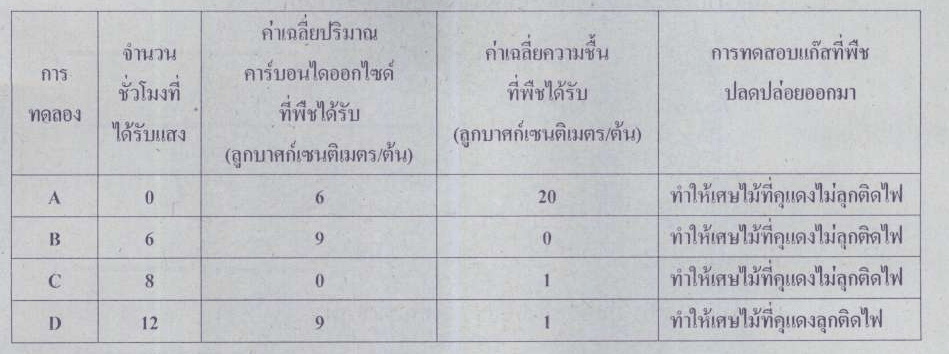 การ
ทดลอง
จำนวน
ชั่วโมงที่
ได้รับแสง
ค่าเฉลี่ยปริมาณ
คาร์บอนไดออกไซด์
ที่พืชได้รับ
(ลูกบาศก์เซนติเมตร/ต้น)
ค่าเฉลี่ยความชื้น
ที่พืชได้รับ
(ลูกบาศก์เซนติเมตร/ต้น)
การทดสอบแก๊สที่พืช
ปลดปล่อยออกมา
A 0 6 20 ทำให้เศษไม้ที่คุแดงไม่ลุกติดไฟ
B 6 9 0 ทำให้เศษไม้ที่คุแดงไม่ลุกติดไฟ
C 8 0 1 ทำให้เศษไม้ที่คุแดงไม่ลุกติดไฟ
D 12 9 1 ทำให้เศษไม้ที่คุแดงลุกติดไฟ